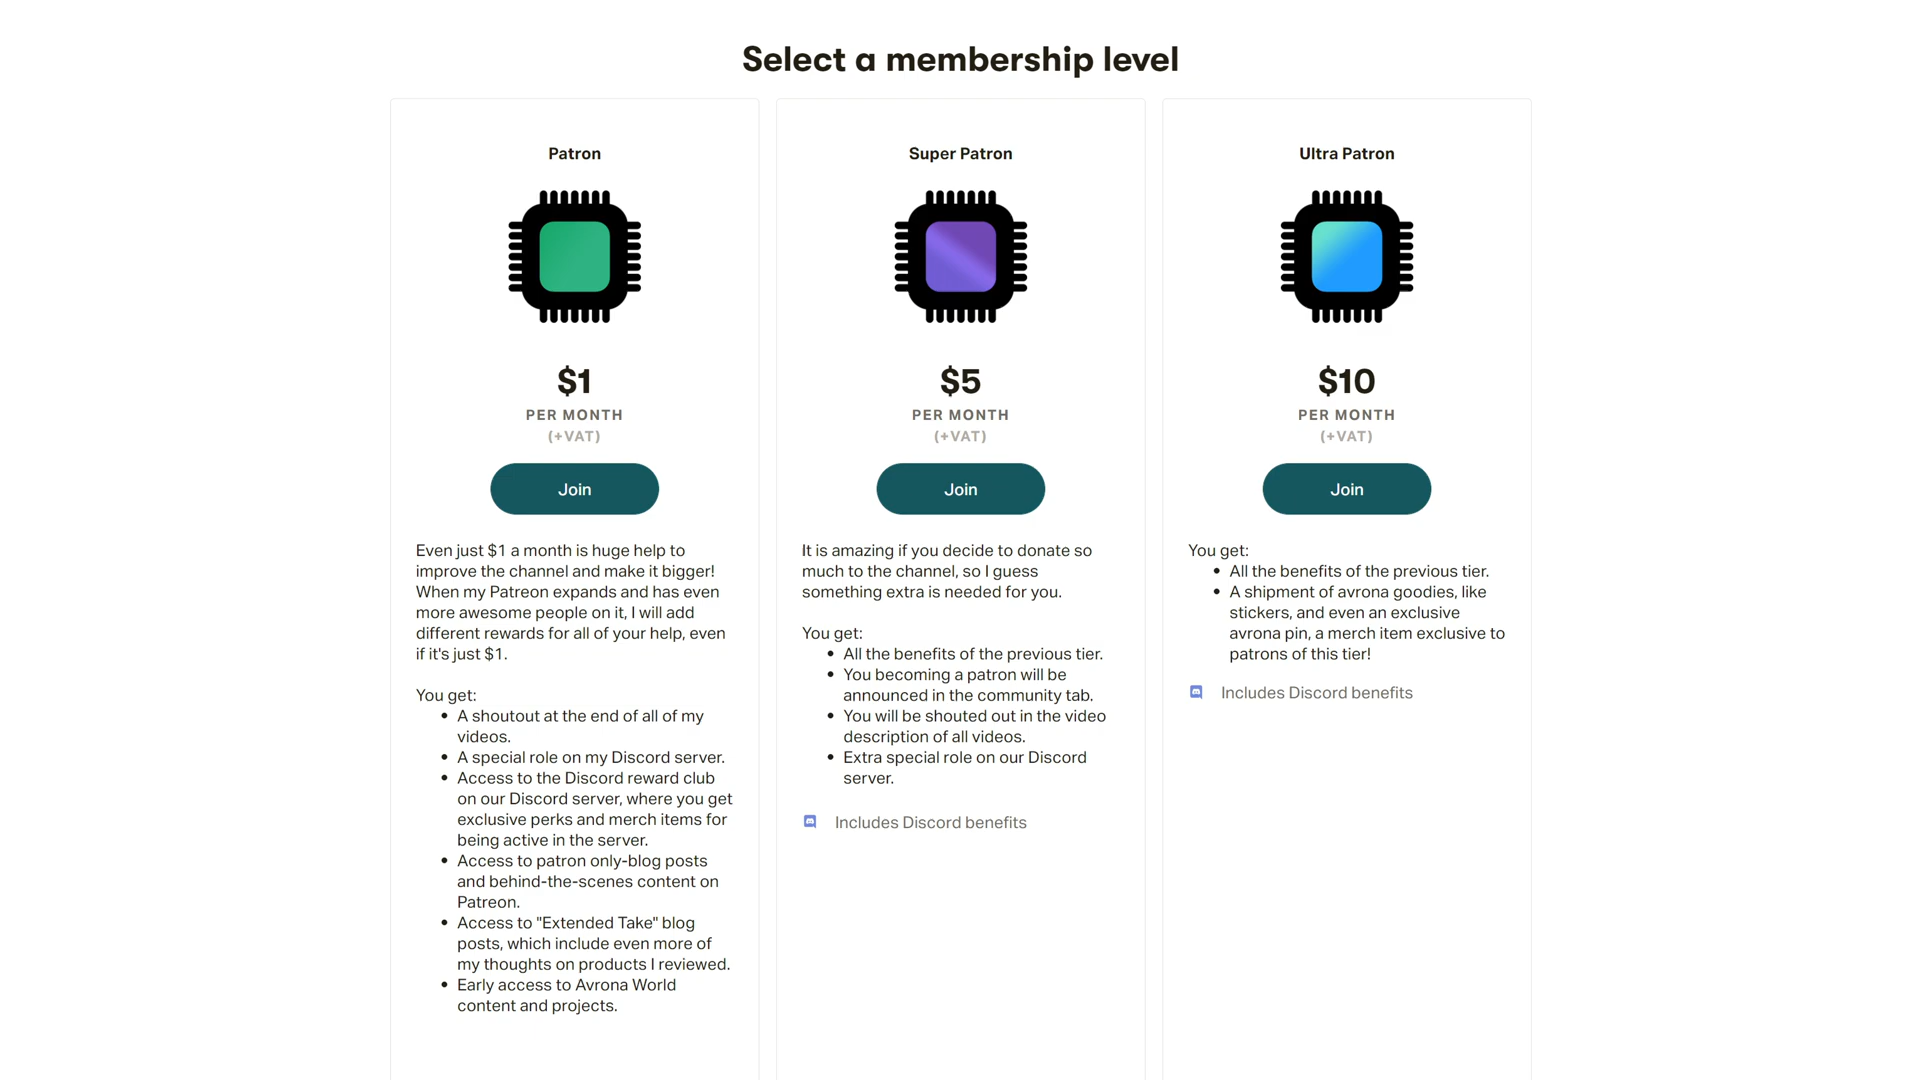 Select a membership level
Patron
$1
PER MONTH
(+VAT)
Join
Even just $1 a month is huge help to
improve the channel and make it bigger!
When my Patreon expands and has even
more awesome people on it, I will add
different rewards for all of your help, even
if it's just $1.
You get:
A shoutout at the end of all of my
videos.
A special role on my Discord server.
Access to the Discord reward club
on our Discord server, where you get
exclusive perks and merch items for
being active in the server.
Access to patron only-blog posts
and behind-the-scenes content on
Patreon.
Access to "Extended Take" blog
posts, which include even more of
my thoughts on products I reviewed.
Early access to Avrona World
content and projects.
Super Patron
$5
PER MONTH
(+VAT)
Join
It is amazing if you decide to donate so
much to the channel, so I guess
something extra is needed for you.
You get:
All the benefits of the previous tier.
You becoming a patron will be
announced in the community tab.
You will be shouted out in the video
description of all videos.
Extra special role on our Discord
server.
Includes Discord benefits
Ultra Patron
$10
PER MONTH
(+VAT)
Join
You get:
All the benefits of the previous tier.
A shipment of avrona goodies, like
stickers, and even an exclusive
avrona pin, a merch item exclusive to
patrons of this tier!
Includes Discord benefits